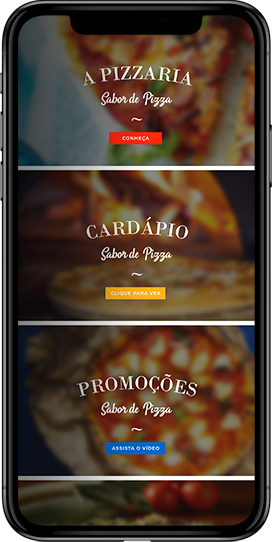 A PIZZARIA
Sabor de Pizza
~
CONHEÇA
CARDÁPIO
Sabor de Pizza
~
CLIQUE PARA VER
PROMOÇÕES
Sabor de Pizza
~
ASSISTA O VÍDEO